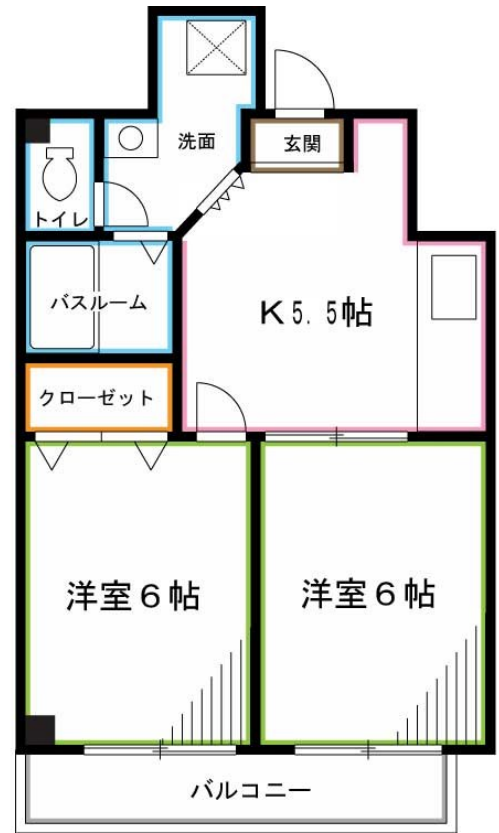 洗面
玄関
トイレ
バスルーム
K5.5帖
クローゼット
洋室6帖
洋室6帖
バルコニー